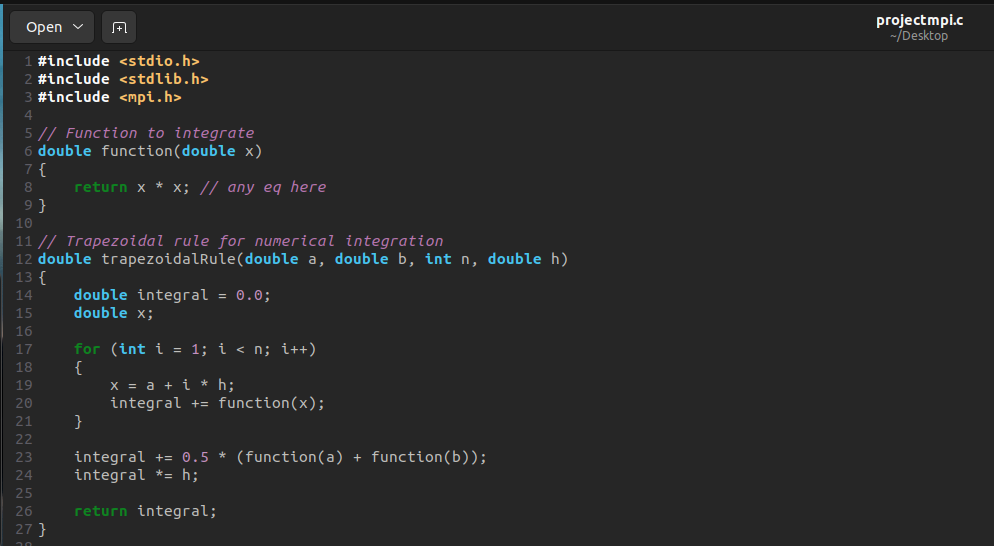 Open
projectmpi.c
~/Desktop
1 #include <stdio.h>
2 #include <stdlib.h>
3 #include <mpi.h>
4
5 // Function to integrate
6 double function(double x)
7 {
8     return x * x; // any eq here
9 }
10
11 // Trapezoidal rule for numerical integration
12 double trapezoidalRule(double a, double b, int n, double h)
13 {
14     double integral = 0.0;
15     double x;
16
17     for (int i = 1; i < n; i++)
18     {
19         x = a + i * h;
20         integral += function(x);
21     }
22
23     integral += 0.5 * (function(a) + function(b));
24     integral *= h;
25
26     return integral;
27 }
28